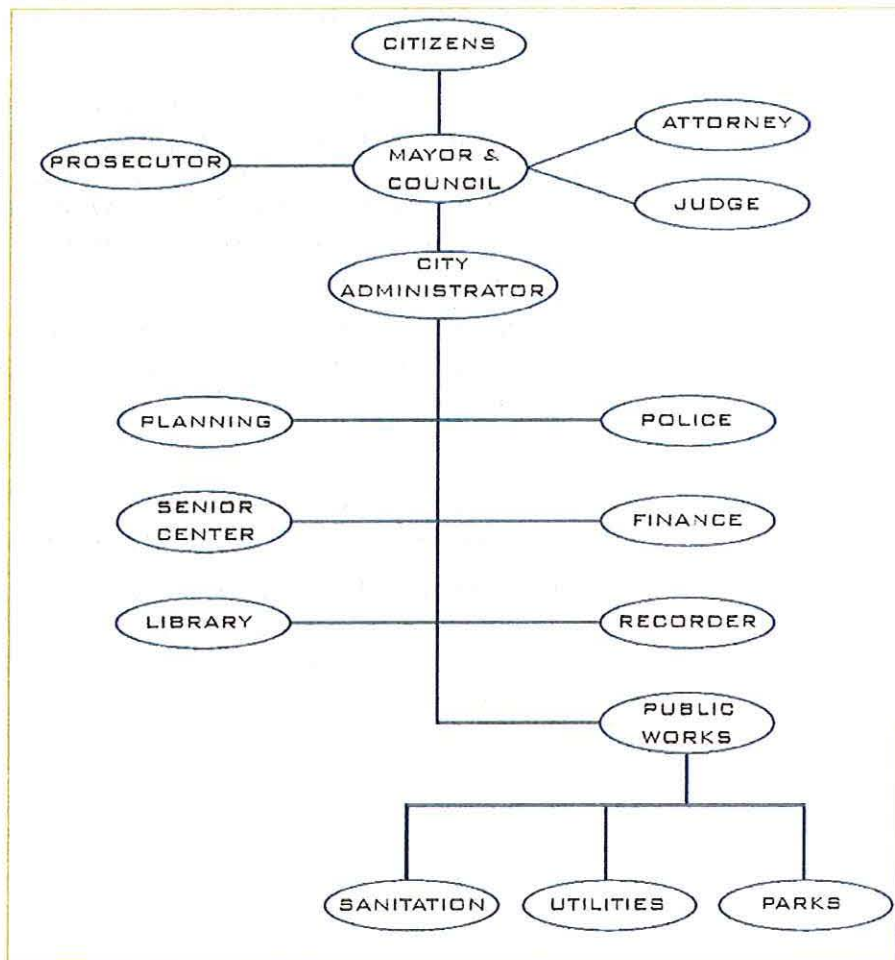 CITIZENS
ATTORNEY
PROSECUTOR
MAYOR &
COUNCIL
JUDGE
CITY
ADMINISTRATOR
PLANNING
POLICE
SENIOR
CENTER
FINANCE
LIBRARY
RECORDER
PUBLIC
WORKS
SANITATION
UTILITIES
PARKS